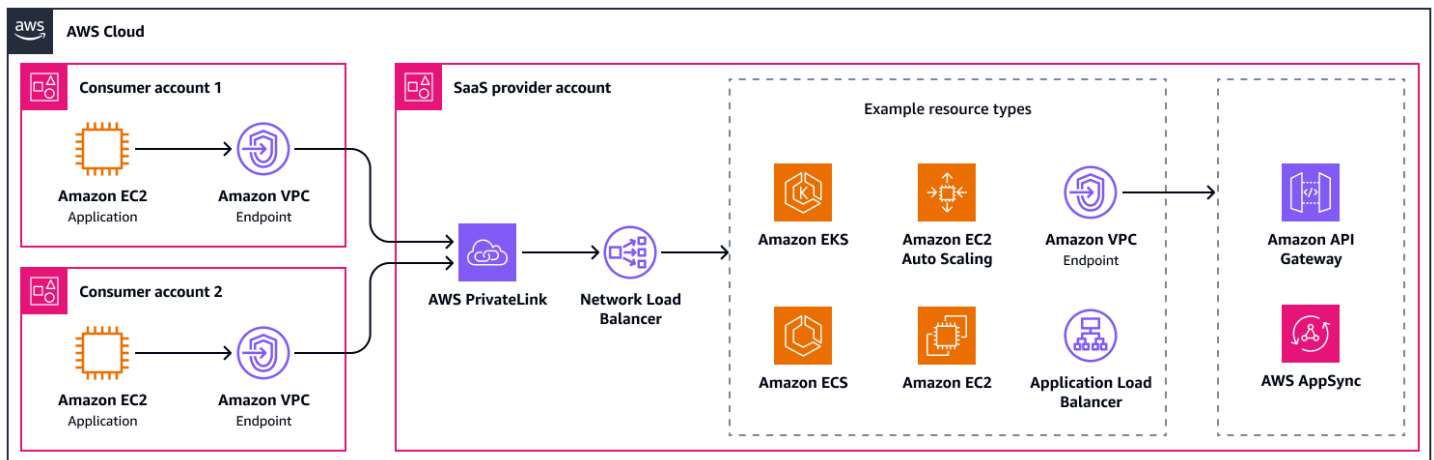 aws
AWS Cloud
Consumer account 1
Amazon EC2
Application
Amazon VPC
Endpoint
Consumer account 2
Amazon EC2
Application
Amazon VPC
Endpoint
SaaS provider account
AWS PrivateLink
Network Load
Balancer
Example resource types
K
Amazon EKS
Amazon EC2
Auto Scaling
Amazon VPC
Endpoint
Amazon ECS
Amazon EC2
Application Load
Balancer
</>
Amazon API
Gateway
AWS AppSync